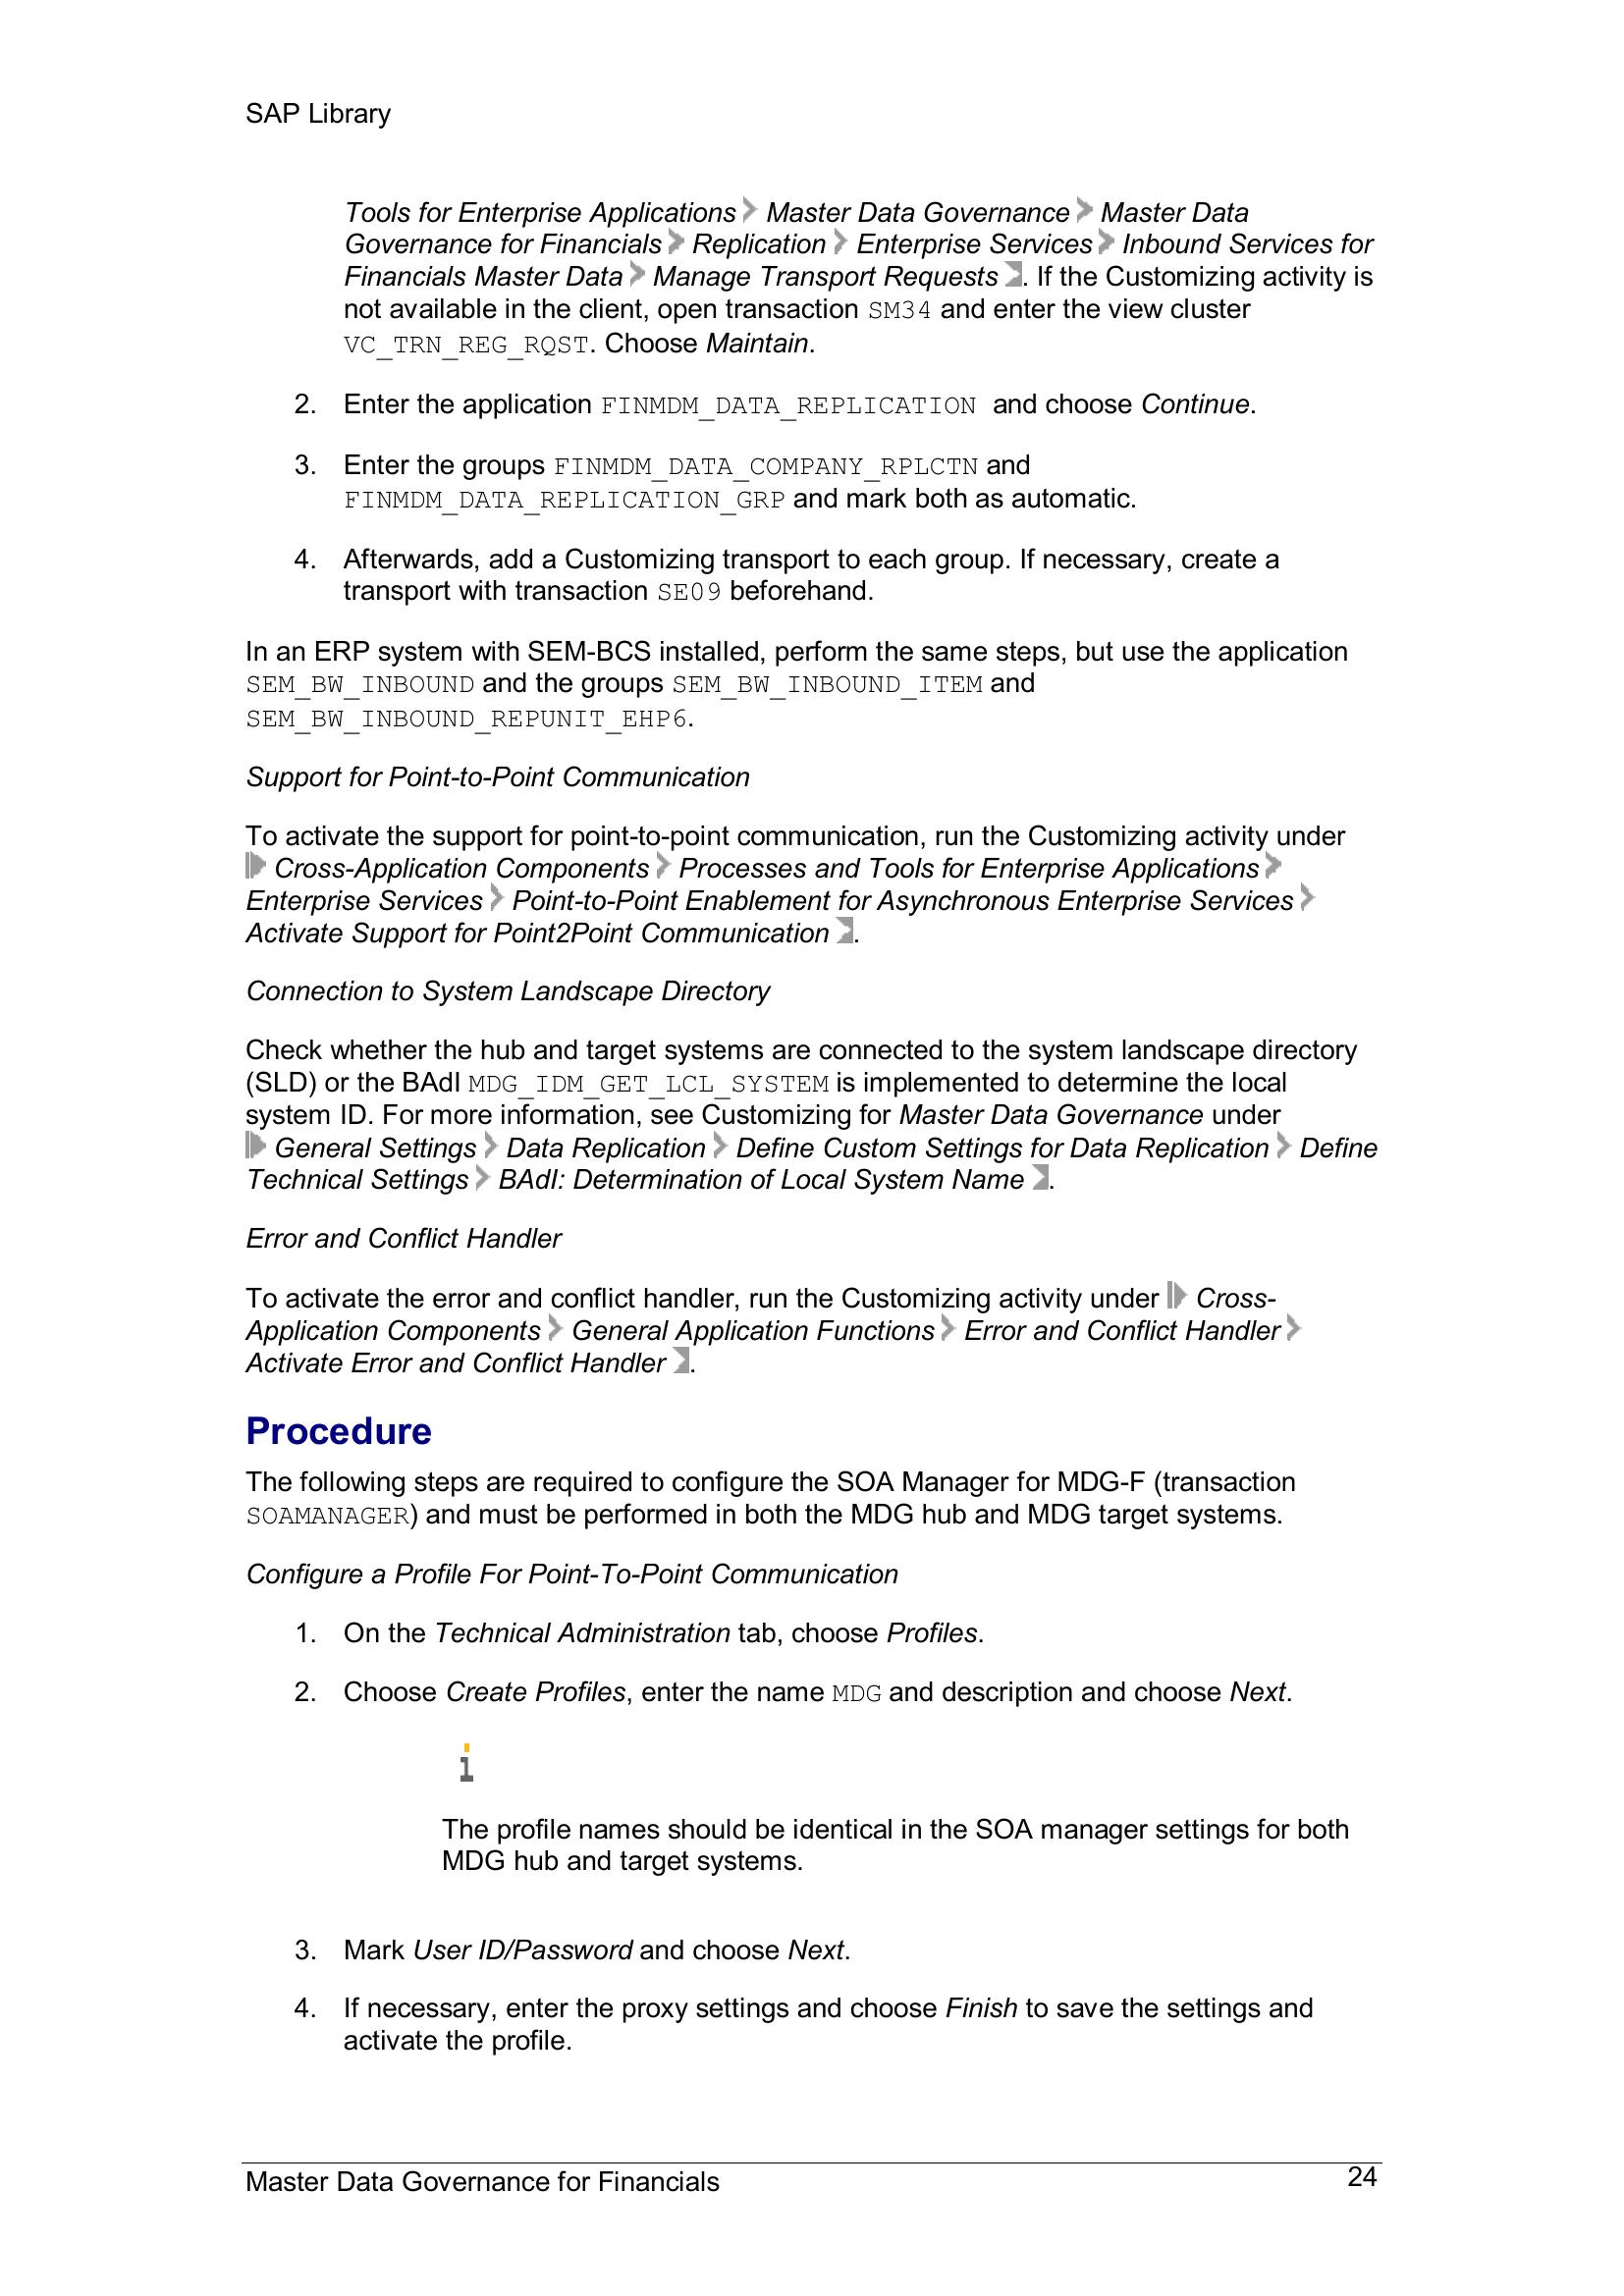 SAP Library
Tools for Enterprise Applications Master Data Governance Master Data
Governance for Financials Replication Enterprise Services Inbound Services for
Financials Master Data Manage Transport Requests . If the Customizing activity is
not available in the client, open transaction SM34 and enter the view cluster
VC_TRN_REG_RQST. Choose Maintain.
2. Enter the application FINMDM_DATA_REPLICATION and choose Continue.
3. Enter the groups FINMDM_DATA_COMPANY_RPLCTN and
FINMDM_DATA_REPLICATION_GRP and mark both as automatic.
4. Afterwards, add a Customizing transport to each group. If necessary, create a
transport with transaction SE09 beforehand.
In an ERP system with SEM-BCS installed, perform the same steps, but use the application
SEM_BW_INBOUND and the groups SEM_BW_INBOUND_ITEM and
SEM_BW_INBOUND_REPUNIT_EHP6.
Support for Point-to-Point Communication
To activate the support for point-to-point communication, run the Customizing activity under
Cross-Application Components Processes and Tools for Enterprise Applications
Enterprise Services Point-to-Point Enablement for Asynchronous Enterprise Services
Activate Support for Point2Point Communication .
Connection to System Landscape Directory
Check whether the hub and target systems are connected to the system landscape directory
(SLD) or the BAdI MDG_IDM_GET_LCL_SYSTEM is implemented to determine the local
system ID. For more information, see Customizing for Master Data Governance under
General Settings Data Replication Define Custom Settings for Data Replication Define
Technical Settings BAdI: Determination of Local System Name .
Error and Conflict Handler
To activate the error and conflict handler, run the Customizing activity under Cross-
Application Components General Application Functions Error and Conflict Handler
Activate Error and Conflict Handler .
Procedure
The following steps are required to configure the SOA Manager for MDG-F (transaction
SOAMANAGER) and must be performed in both the MDG hub and MDG target systems.
Configure a Profile For Point-To-Point Communication
1. On the Technical Administration tab, choose Profiles.
2. Choose Create Profiles, enter the name MDG and description and choose Next.
The profile names should be identical in the SOA manager settings for both
MDG hub and target systems.
3. Mark User ID/Password and choose Next.
4. If necessary, enter the proxy settings and choose Finish to save the settings and
activate the profile.
Master Data Governance for Financials 24